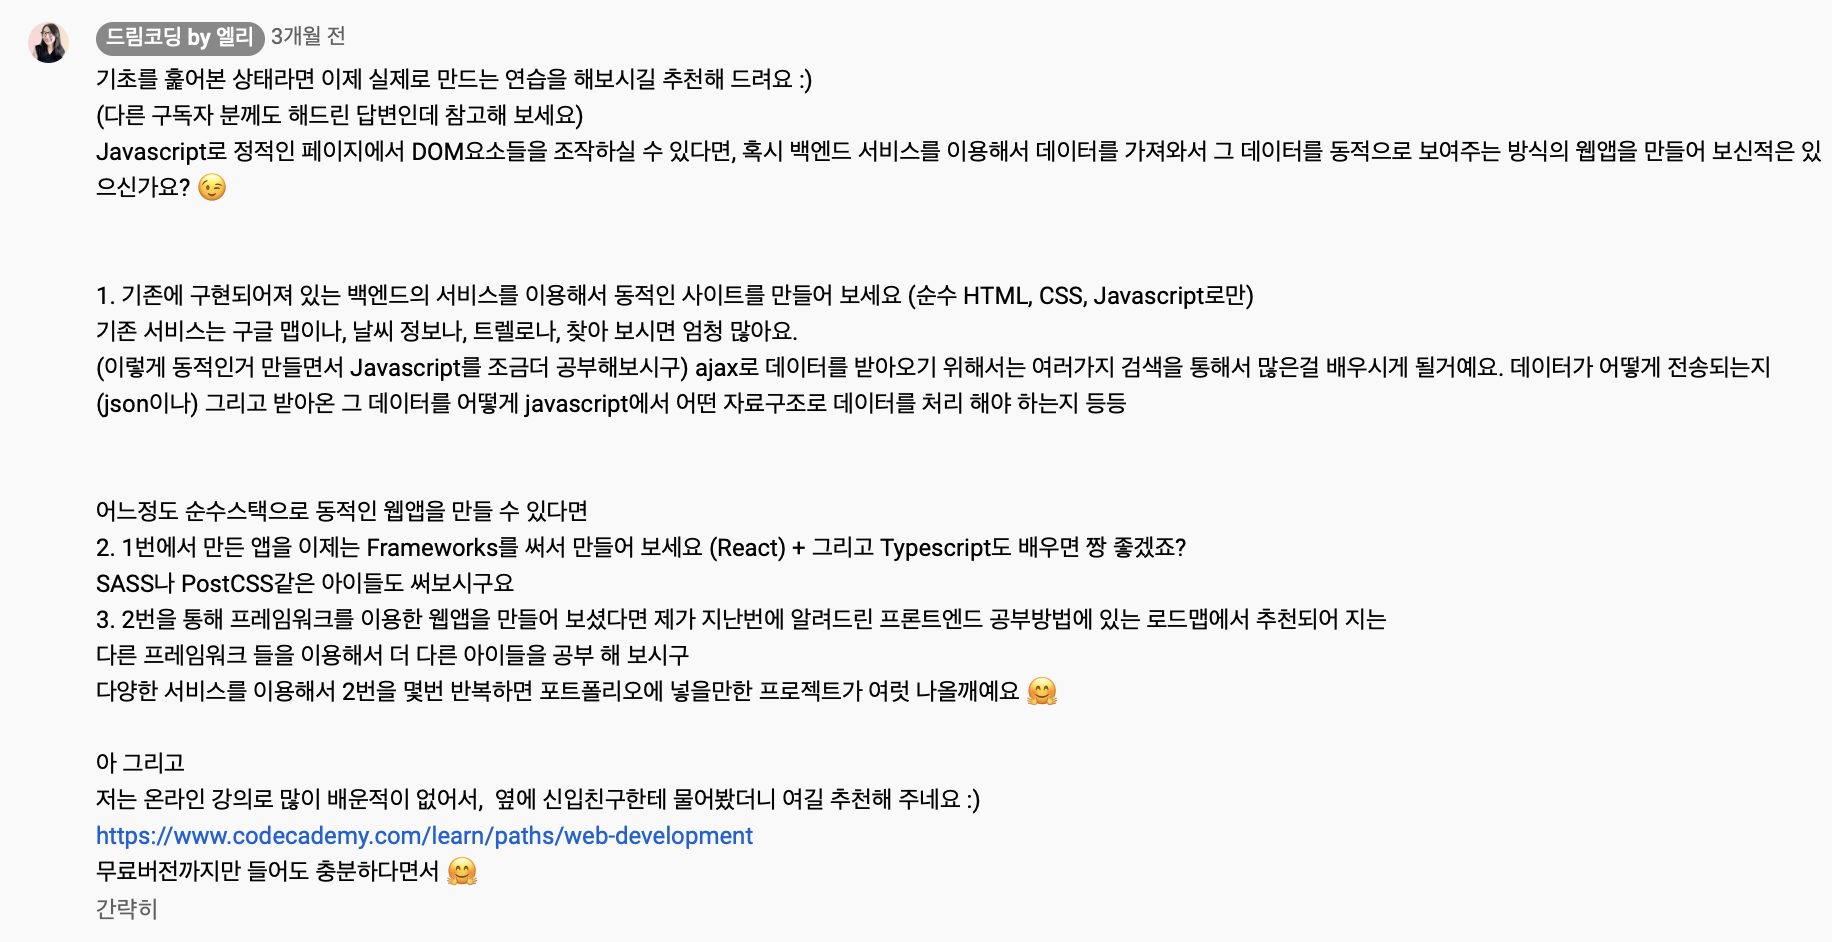 드림코딩 by 엘리 3개월 전
기초를 훑어본 상태라면 이제 실제로 만드는 연습을 해보시길 추천해 드려요 :)
(다른 구독자 분께도 해드린 답변인데 참고해 보세요)
Javascript로 정적인 페이지에서 DOM요소들을 조작하실 수 있다면, 혹시 백엔드 서비스를 이용해서 데이터를 가져와서 그 데이터를 동적으로 보여주는 방식의 웹앱을 만들어 보신적은 있
으신가요? 😉
1. 기존에 구현되어져 있는 백엔드의 서비스를 이용해서 동적인 사이트를 만들어 보세요 (순수 HTML, CSS, Javascript로만)
기존 서비스는 구글 맵이나, 날씨 정보나, 트렐로나, 찾아 보시면 엄청 많아요.
(이렇게 동적인거 만들면서 Javascript를 조금더 공부해보시구) ajax로 데이터를 받아오기 위해서는 여러가지 검색을 통해서 많은걸 배우시게 될거예요. 데이터가 어떻게 전송되는지
(json이나) 그리고 받아온 그 데이터를 어떻게 javascript에서 어떤 자료구조로 데이터를 처리 해야 하는지 등등
어느정도 순수스택으로 동적인 웹앱을 만들 수 있다면
2. 1번에서 만든 앱을 이제는 Frameworks를 써서 만들어 보세요 (React) + 그리고 Typescript도 배우면 짱 좋겠죠?
SASS나 PostCSS같은 아이들도 써보시구요
3. 2번을 통해 프레임워크를 이용한 웹앱을 만들어 보셨다면 제가 지난번에 알려드린 프론트엔드 공부방법에 있는 로드맵에서 추천되어 지는
다른 프레임워크 들을 이용해서 더 다른 아이들을 공부 해 보시구
다양한 서비스를 이용해서 2번을 몇번 반복하면 포트폴리오에 넣을만한 프로젝트가 여럿 나올깨예요 🤗
아 그리고
저는 온라인 강의로 많이 배운적이 없어서,  옆에 신입친구한테 물어봤더니 여길 추천해 주네요 :)
https://www.codecademy.com/learn/paths/web-development
무료버전까지만 들어도 충분하다면서 🤗
간략히